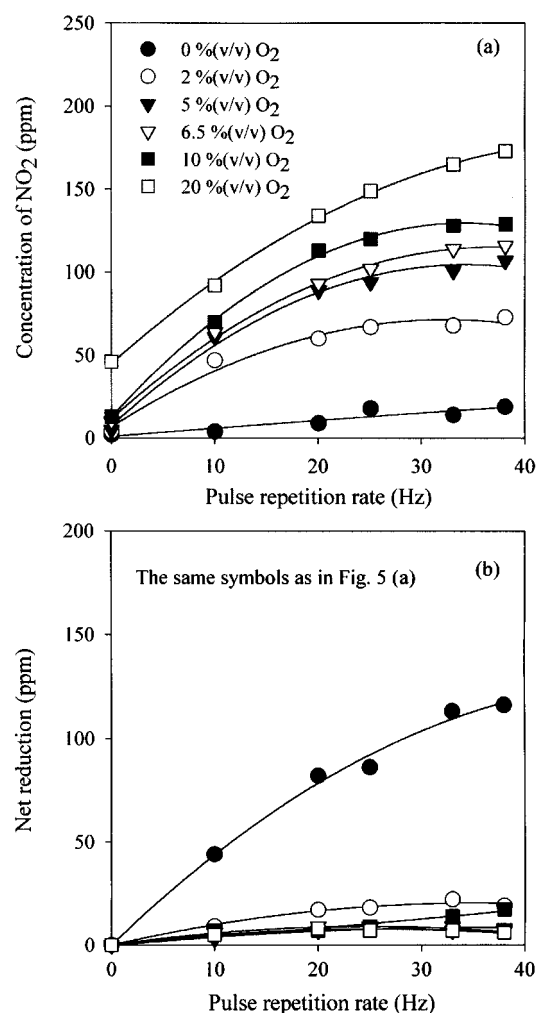 (a)
0 %(v/v) O2
2 %(v/v) O2
5 %(v/v) O2
6.5 %(v/v) O2
10 %(v/v) O2
20 %(v/v) O2
Concentration of NO2 (ppm)
250
200
150
100
50
0
0 10 20 30 40
Pulse repetition rate (Hz)
(b)
The same symbols as in Fig. 5 (a)
Net reduction (ppm)
200
150
100
50
0
0 10 20 30 40
Pulse repetition rate (Hz)